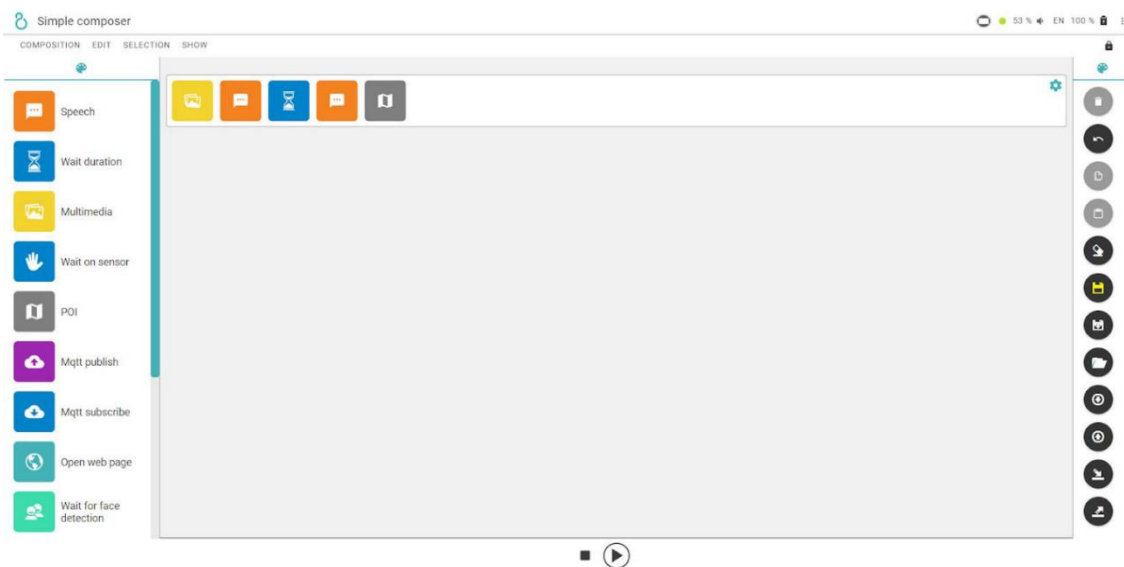 Simple composer
53 % EN 100 %
COMPOSITION EDIT SELECTION SHOW
Speech
Wait duration
Multimedia
Wait on sensor
POI
Mqtt publish
Mqtt subscribe
Open web page
Wait for face
detection